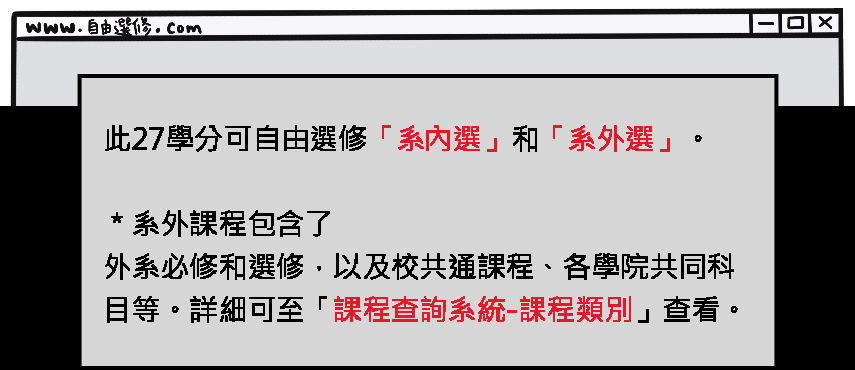 www.自由選修.com
此27學分可自由選修「系內選」和「系外選」。
*系外課程包含了
外系必修和選修，以及校共通課程、各學院共同科
目等。詳細可至「課程查詢系統-課程類別」查看。